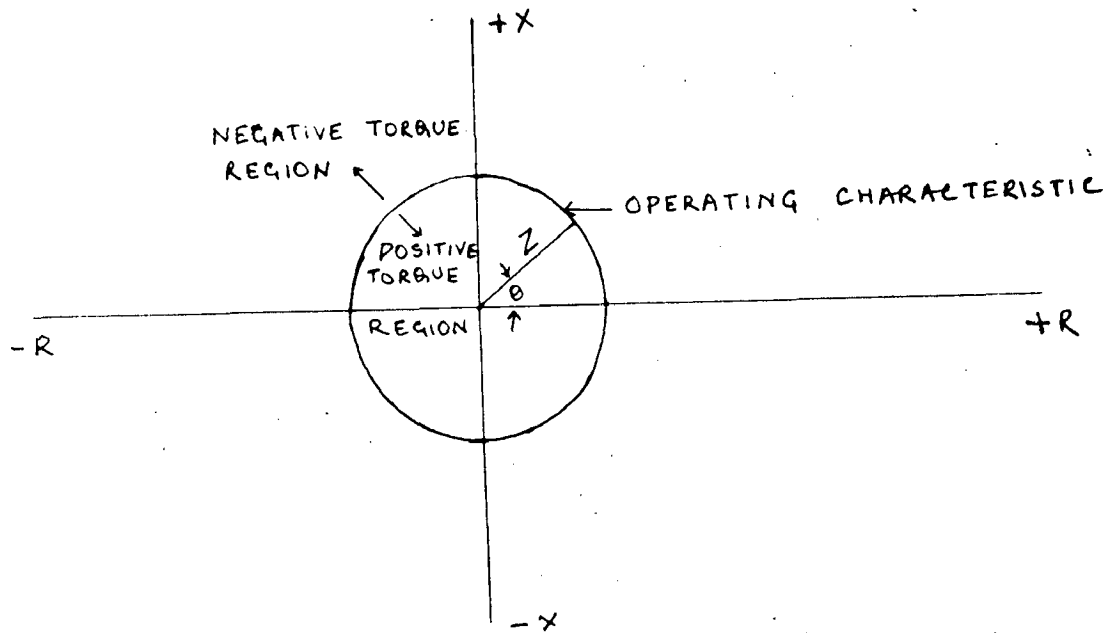 +X
NEGATIVE TORQUE
REGION
OPERATING CHARACTERISTIC
Z
POSITIVE
TORQUE
θ
REGION
-R
+R
-X